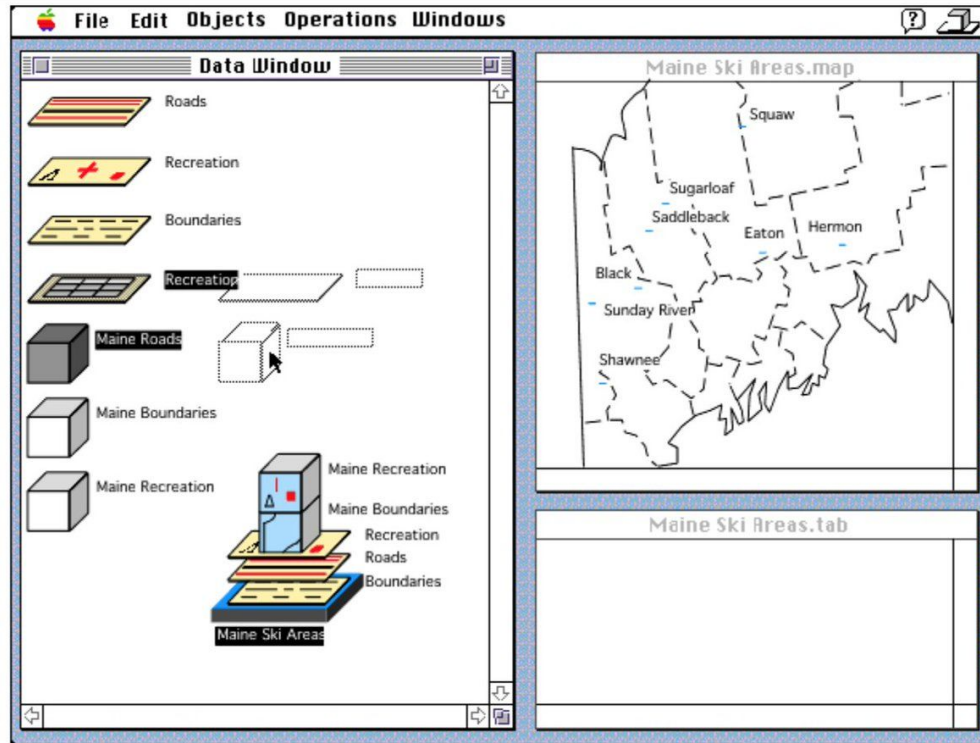 File Edit Objects Operations Windows
Data Window
Roads
Recreation
Boundaries
Recreation
Maine Roads
Maine Boundaries
Maine Recreation
Maine Recreation
Maine Boundaries
Recreation
Roads
Boundaries
Maine Ski Areas
Maine Ski Areas.map
Squaw
Sugarloaf
Saddleback
Eaton
Hermon
Black
Sunday River
Shawnee
Maine Ski Areas.tab